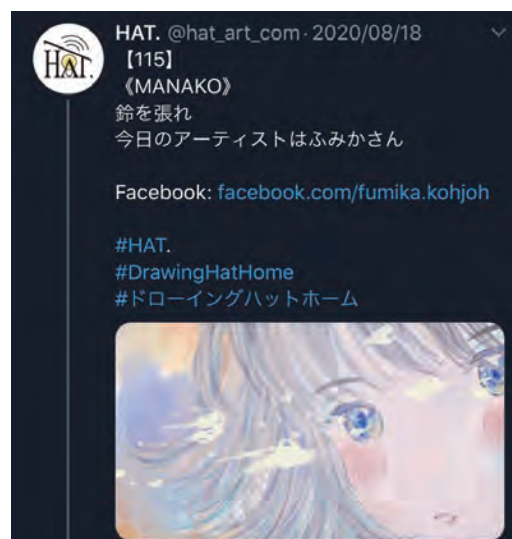 HAT.
HAT. @hat_art_com · 2020/08/18
【115】
《MANAKO》
鈴を張れ
今日のアーティストはふみかさん
Facebook: facebook.com/fumika.kohjoh
#HAT.
#DrawingHatHome
#ドローイングハットホーム